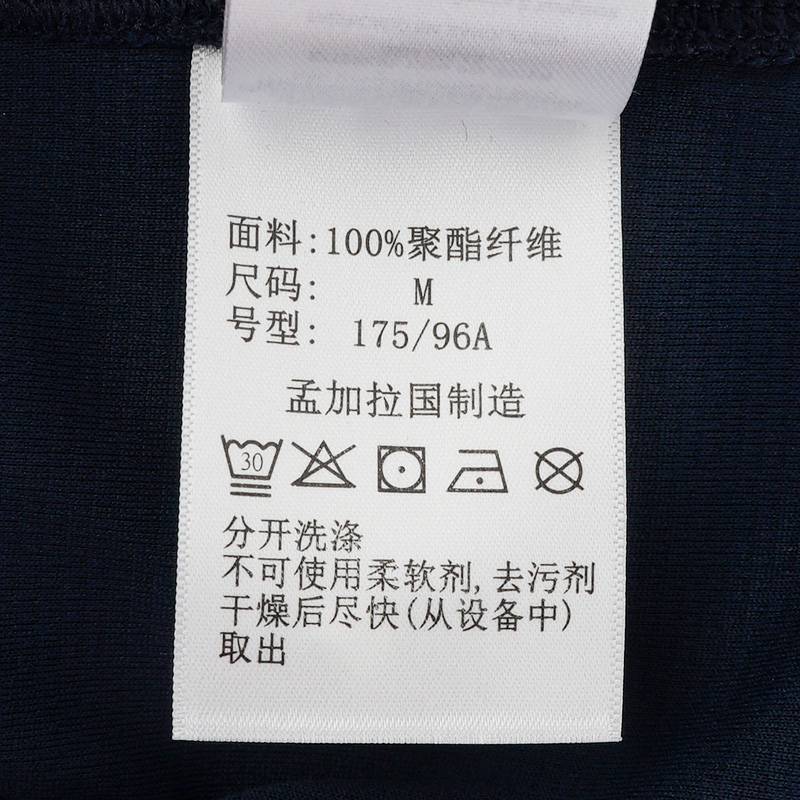 面料:100%聚酯纤维
尺码: M
号型: 175/96A
孟加拉国制造
30
分开洗涤
不可使用柔软剂,去污剂
干燥后尽快(从设备中)
取出